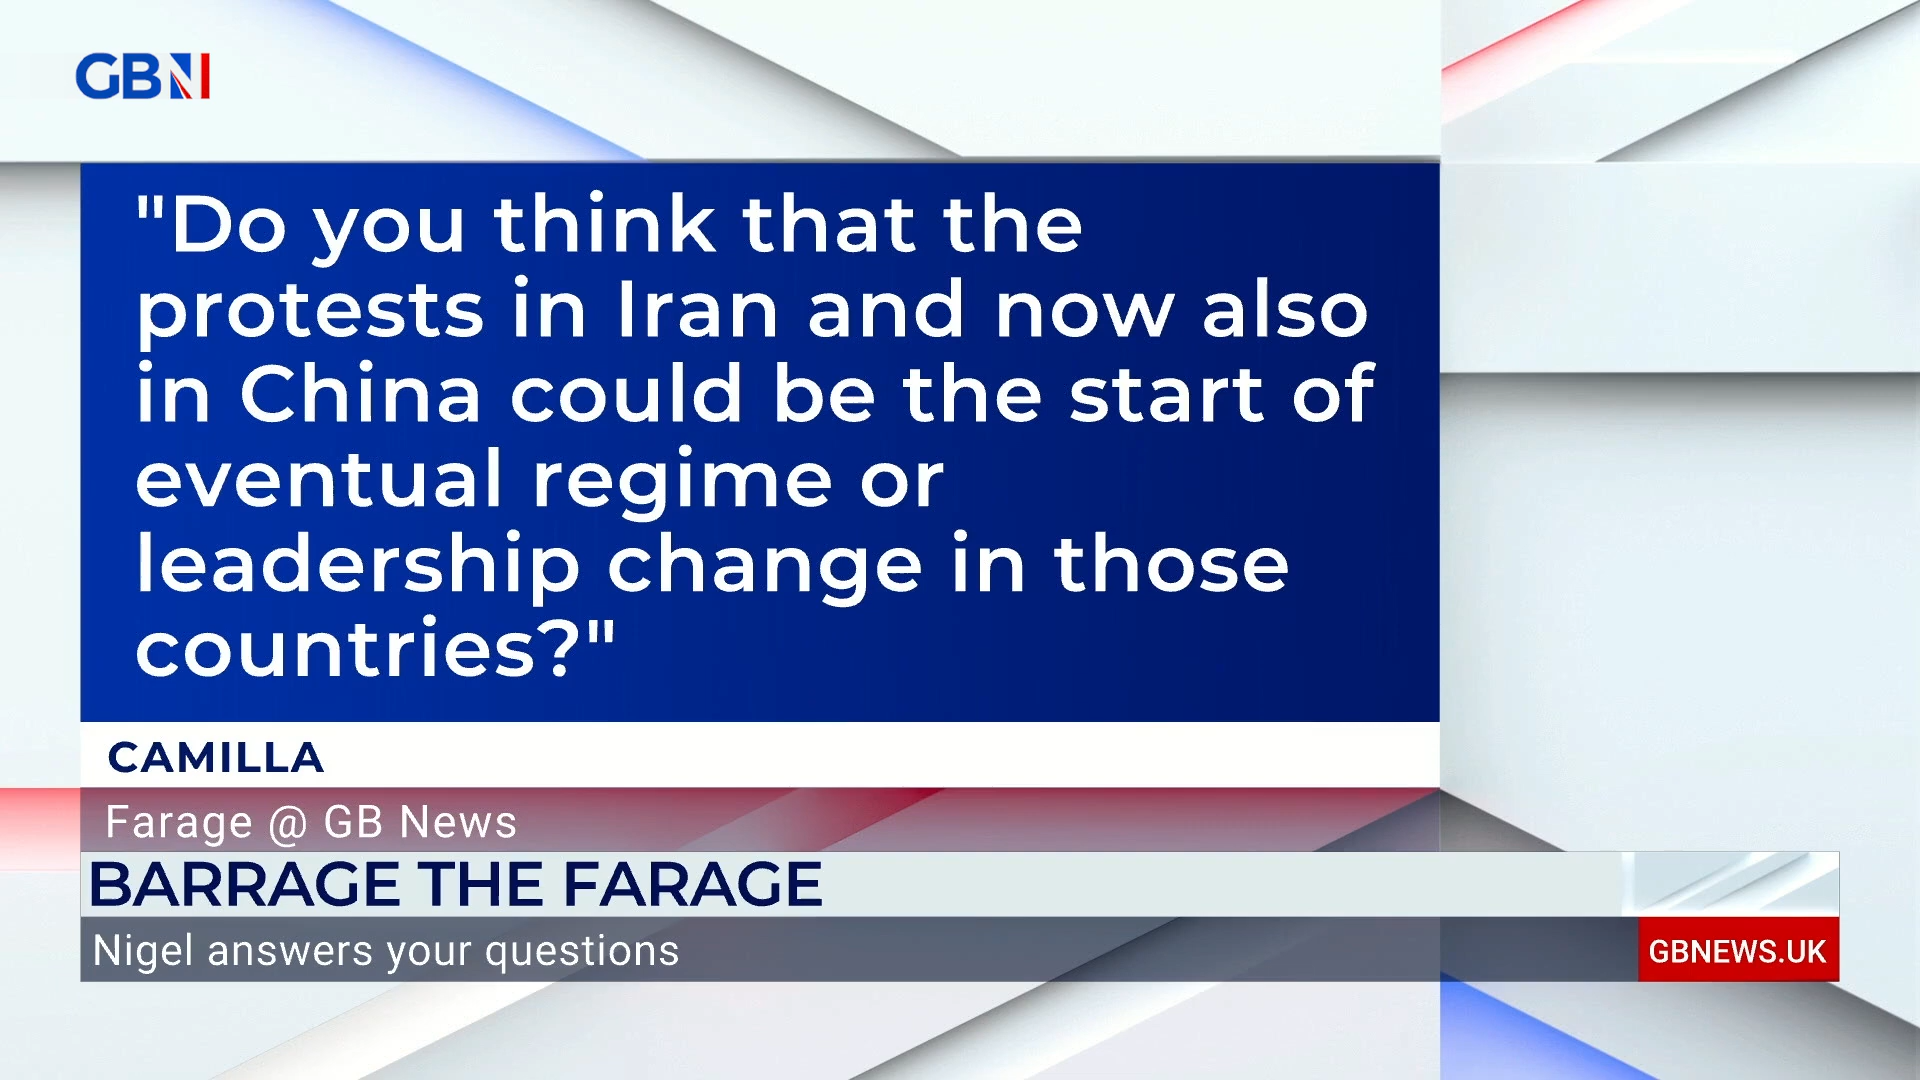 GBN
"Do you think that the
protests in Iran and now also
in China could be the start of
eventual regime or
leadership change in those
countries?"
CAMILLA
Farage @ GB News
BARRAGE THE FARAGE
Nigel answers your questions
GBNEWS.UK